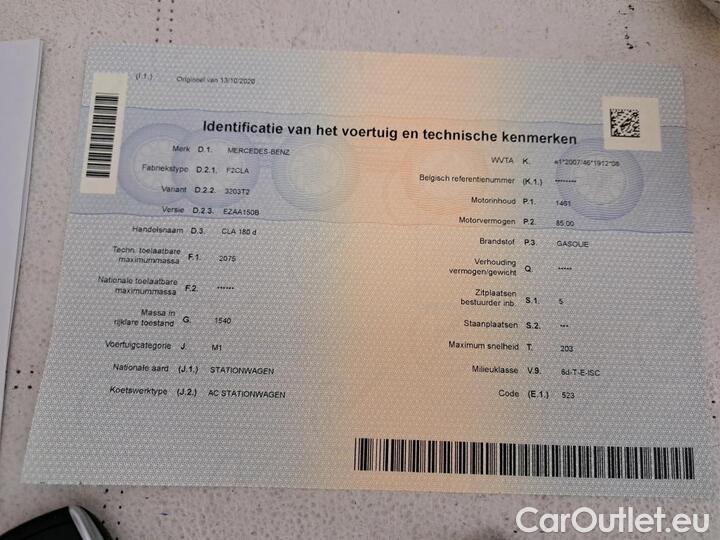 (I.1.) Origineel van 13/10/2020
Identificatie van het voertuig en technische kenmerken
Merk D.1. MERCEDES-BENZ
Fabriekstype D.2.1. F2CLA
Variant D.2.2. 3203T2
Versie D.2.3. EZAA150B
Handelsnaam D.3. CLA 180 d
Techn. toelaatbare
maximummassa F.1. 2075
Nationale toelaatbare
maximummassa F.2. ******
Massa in
rijklare toestand G. 1540
Voertuigcategorie J. M1
Nationale aard (J.1.) STATIONWAGEN
Koetswerktype (J.2.) AC STATIONWAGEN
WVTA K. e1*2007/46*1912*08
Belgisch referentienummer (K.1.) ********
Motorinhoud P.1. 1461
Motorvermogen P.2. 85,00
Brandstof P.3. GASOLIE
Verhouding
vermogen/gewicht Q. *****
Zitplaatsen
bestuurder inb. S.1. 5
Staanplaatsen S.2. ***
Maximum snelheid T. 203
Milieuklasse V.9. 6d-T-E-ISC
Code (E.1.) 523
CarOutlet.eu